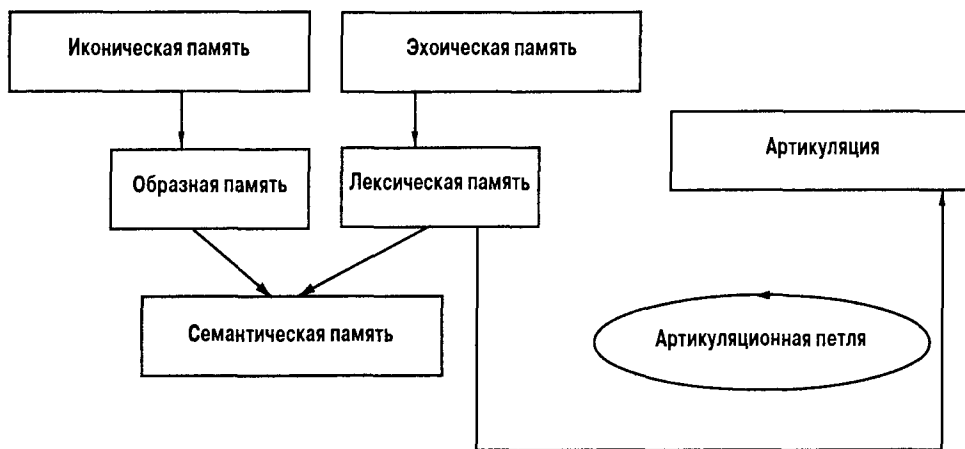 Иконическая память
Эхоическая память
Артикуляция
Образная память
Лексическая память
Семантическая память
Артикуляционная петля